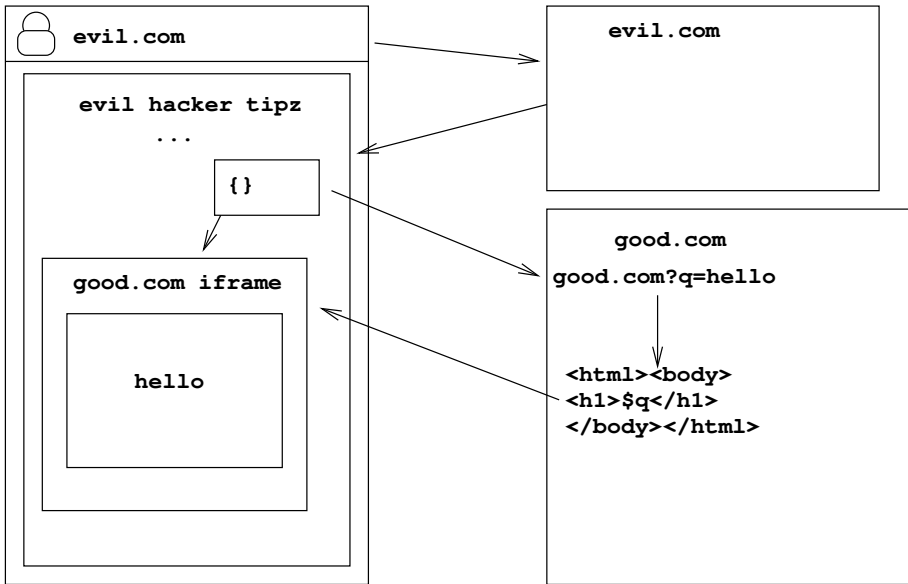 evil.com
evil hacker tipz
...
{}
good.com iframe
hello
evil.com
good.com
good.com?q=hello
<html><body>
<h1>$q</h1>
</body></html>